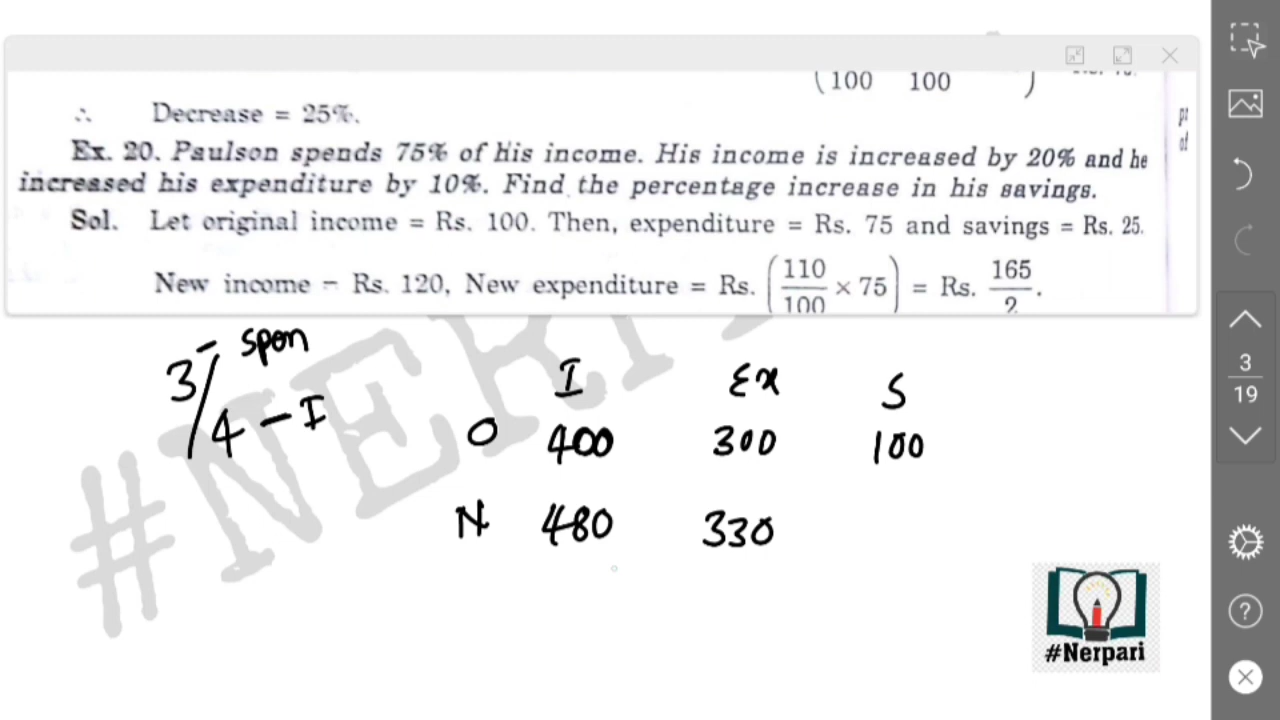 (100 100 )
∴ Decrease = 25%.
Ex. 20. Paulson spends 75% of his income. His income is increased by 20% and he
increased his expenditure by 10%. Find the percentage increase in his savings.
Sol. Let original income = Rs. 100. Then, expenditure = Rs. 75 and savings = Rs. 25.
New income – Rs. 120, New expenditure = Rs. (110/100 × 75) = Rs. 165/2.
3/4 - spen
- I
I Ex S
O 400 300 100
N 480 330
#NERI
#Nerpari
3
19
?